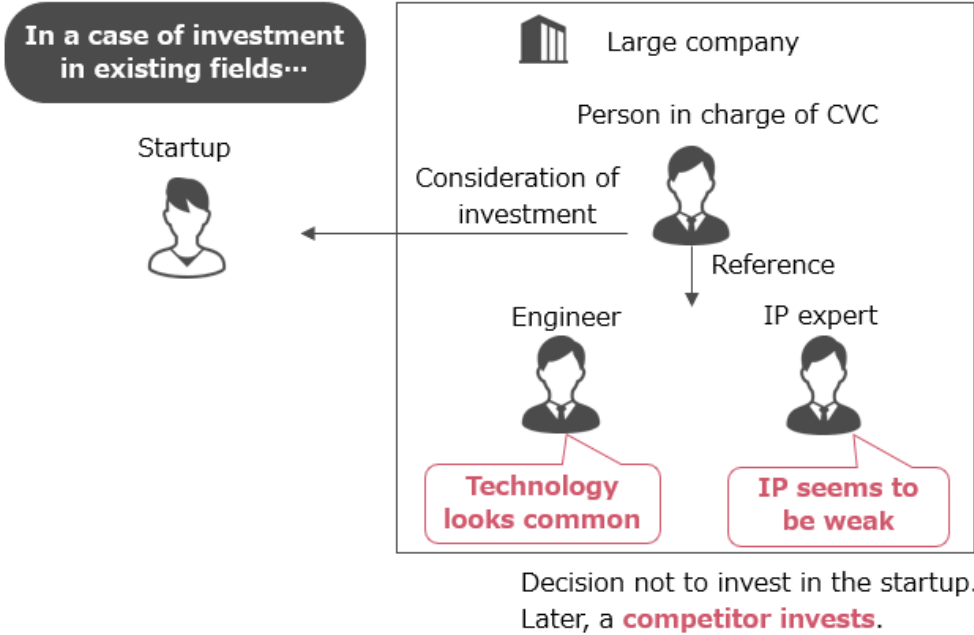 In a case of investment
in existing fields…
Large company
Person in charge of CVC
Startup
Consideration of
investment
Reference
Engineer
IP expert
Technology
looks common
IP seems to
be weak
Decision not to invest in the startup.
Later, a competitor invests.